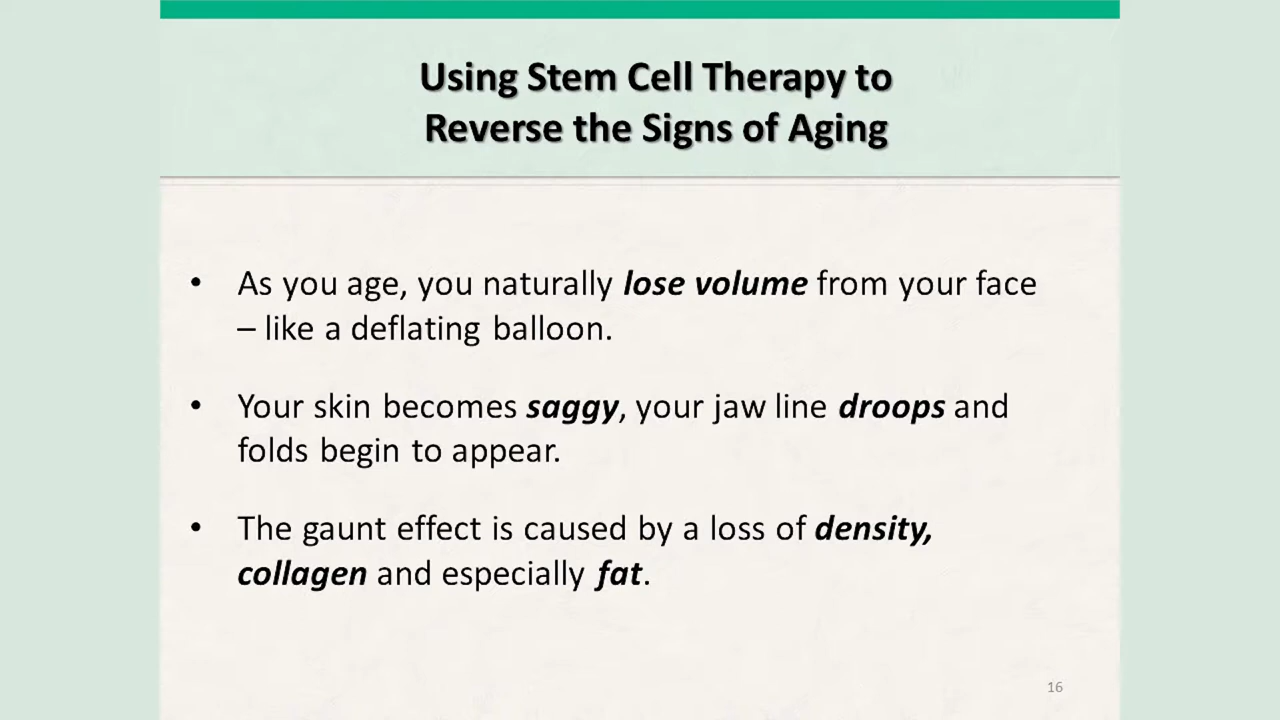 Using Stem Cell Therapy to
Reverse the Signs of Aging
• As you age, you naturally lose volume from your face
– like a deflating balloon.
• Your skin becomes saggy, your jaw line droops and
folds begin to appear.
• The gaunt effect is caused by a loss of density,
collagen and especially fat.
16